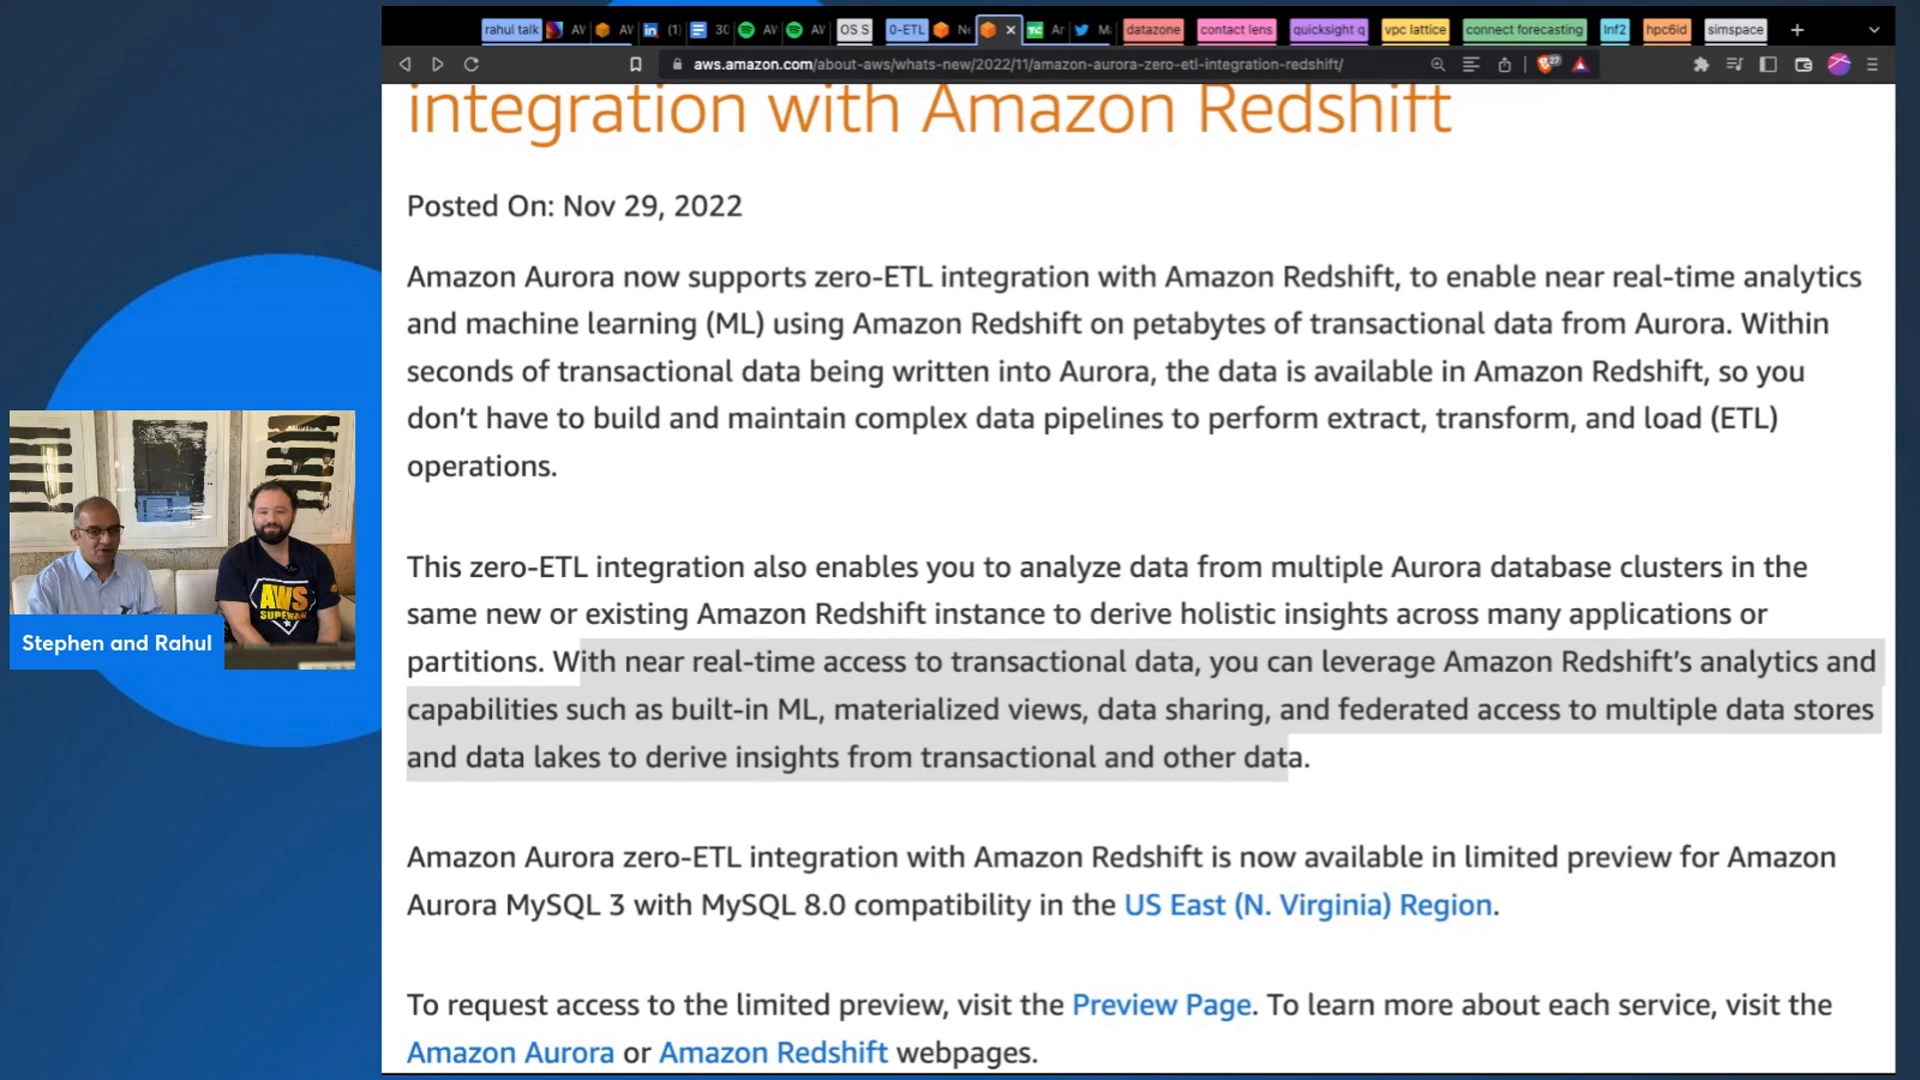 rahul talk
AV
AV
(1)
30
AV
AV
OS S
0-ETL
Ne
Ar
M
datazone
contact lens
quicksight q
vpc lattice
connect forecasting
Inf2
hpc6id
simspace
aws.amazon.com/about-aws/whats-new/2022/11/amazon-aurora-zero-etl-integration-redshift/
27
integration with Amazon Redshift
Posted On: Nov 29, 2022
Amazon Aurora now supports zero-ETL integration with Amazon Redshift, to enable near real-time analytics
and machine learning (ML) using Amazon Redshift on petabytes of transactional data from Aurora. Within
seconds of transactional data being written into Aurora, the data is available in Amazon Redshift, so you
don’t have to build and maintain complex data pipelines to perform extract, transform, and load (ETL)
operations.
This zero-ETL integration also enables you to analyze data from multiple Aurora database clusters in the
same new or existing Amazon Redshift instance to derive holistic insights across many applications or
partitions. With near real-time access to transactional data, you can leverage Amazon Redshift’s analytics and
capabilities such as built-in ML, materialized views, data sharing, and federated access to multiple data stores
and data lakes to derive insights from transactional and other data.
Amazon Aurora zero-ETL integration with Amazon Redshift is now available in limited preview for Amazon
Aurora MySQL 3 with MySQL 8.0 compatibility in the US East (N. Virginia) Region.
To request access to the limited preview, visit the Preview Page. To learn more about each service, visit the
Amazon Aurora or Amazon Redshift webpages.
AWS
SUPERMAN
Stephen and Rahul